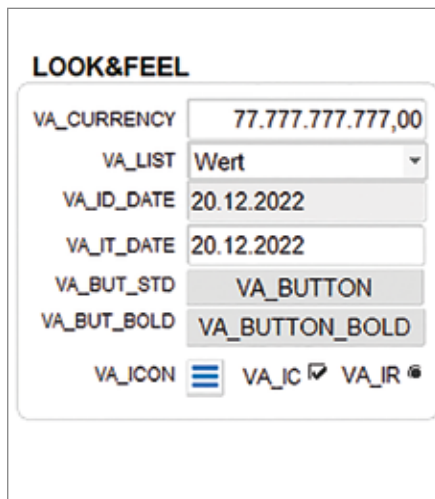 LOOK&FEEL
VA_CURRENCY 77.777.777.777,00
VA_LIST Wert
VA_ID_DATE 20.12.2022
VA_IT_DATE 20.12.2022
VA_BUT_STD VA_BUTTON
VA_BUT_BOLD VA_BUTTON_BOLD
VA_ICON VA_IC VA_IR